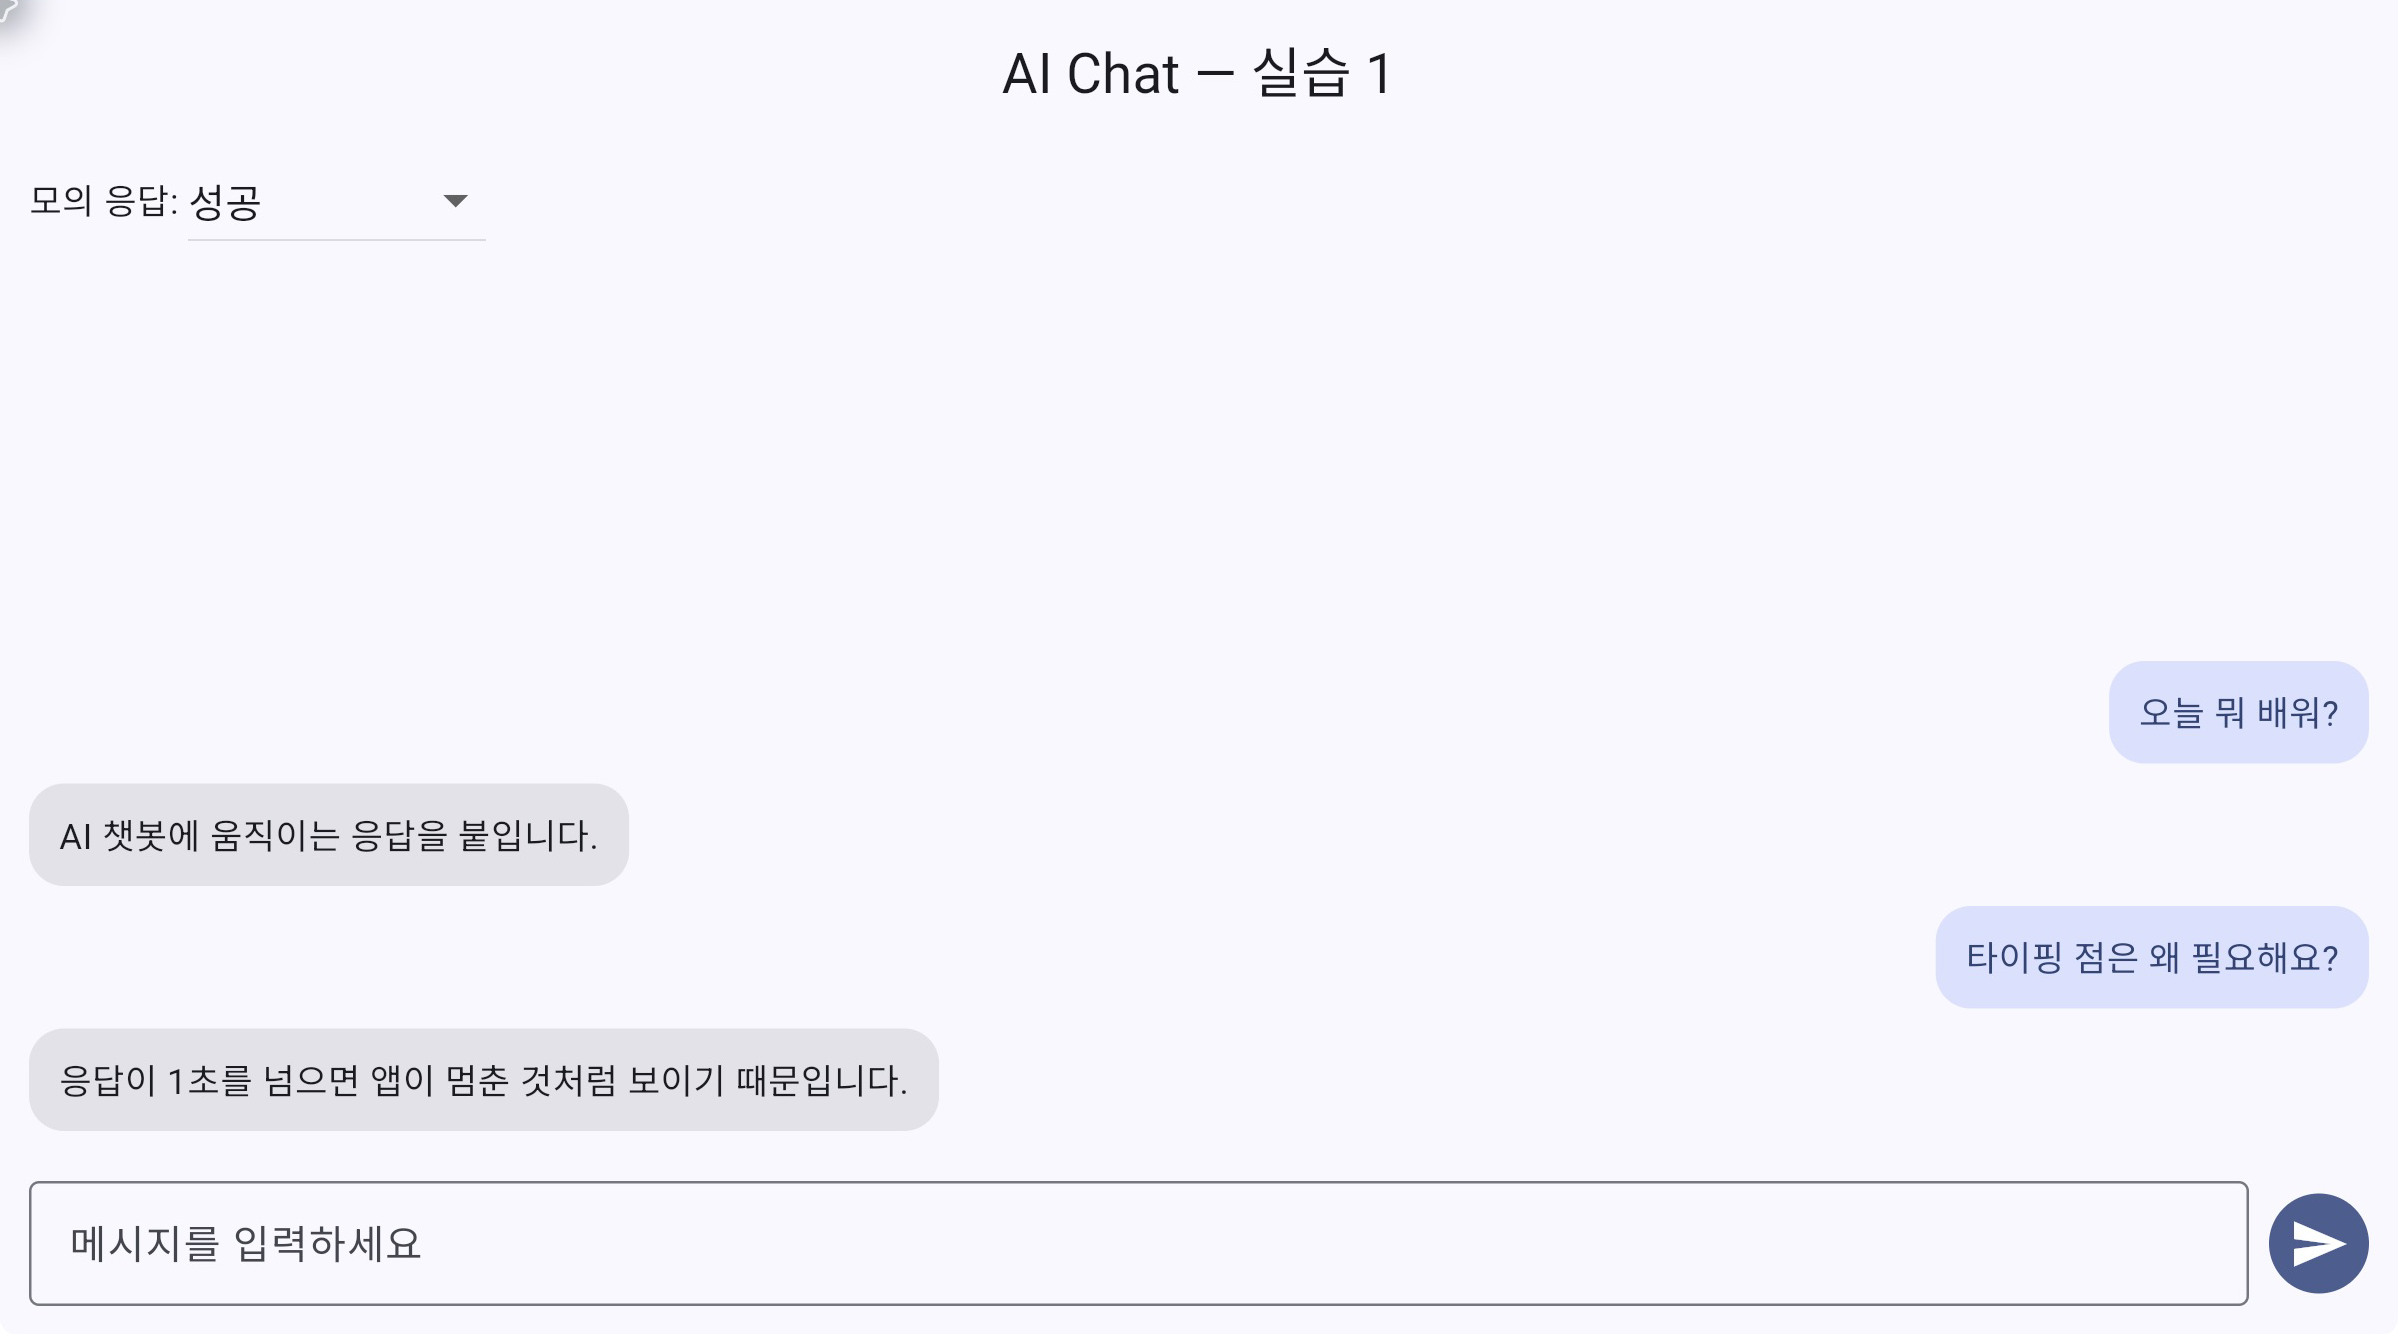 AI Chat — 실습 1
모의 응답: 성공
오늘 뭐 배워?
AI 챗봇에 움직이는 응답을 붙입니다.
타이핑 점은 왜 필요해요?
응답이 1초를 넘으면 앱이 멈춘 것처럼 보이기 때문입니다.
메시지를 입력하세요